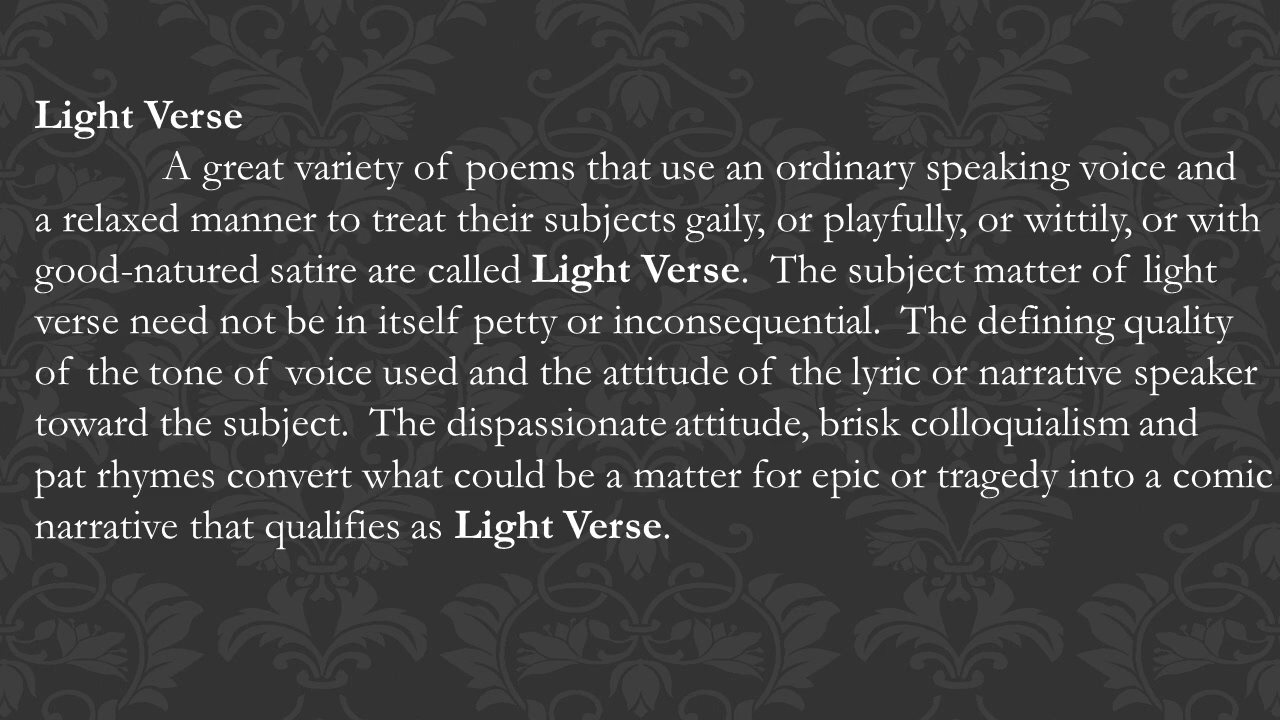 Light Verse
A great variety of poems that use an ordinary speaking voice and
a relaxed manner to treat their subjects gaily, or playfully, or wittily, or with
good-natured satire are called Light Verse. The subject matter of light
verse need not be in itself petty or inconsequential. The defining quality
of the tone of voice used and the attitude of the lyric or narrative speaker
toward the subject. The dispassionate attitude, brisk colloquialism and
pat rhymes convert what could be a matter for epic or tragedy into a comic
narrative that qualifies as Light Verse.